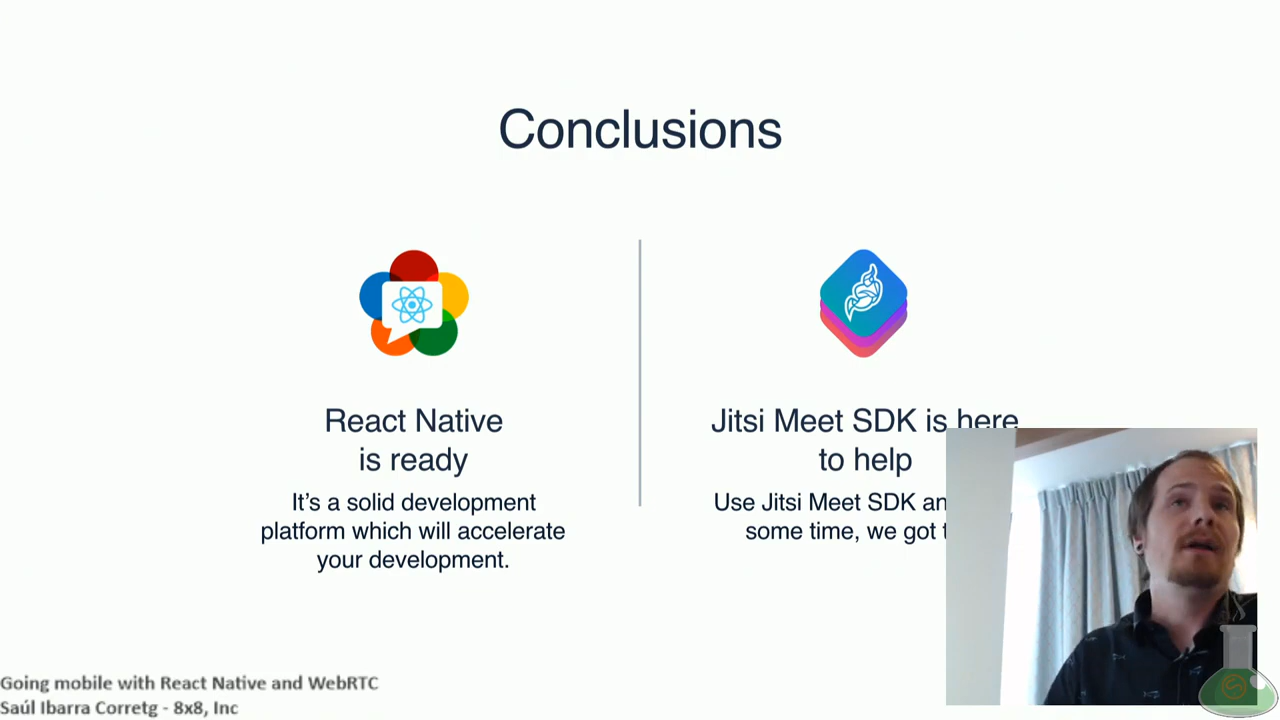 Conclusions
React Native
is ready
It’s a solid development
platform which will accelerate
your development.
Jitsi Meet SDK is here
to help
Use Jitsi Meet SDK
some time, we got
Going mobile with React Native and WebRTC
Saúl Ibarra Corretg - 8x8, Inc